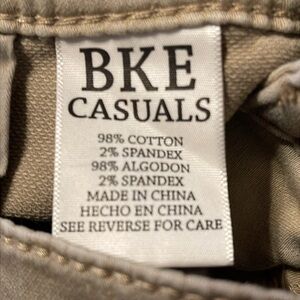 BKE
CASUALS
98% COTTON
2% SPANDEX
98% ALGODON
2% SPANDEX
MADE IN CHINA
HECHO EN CHINA
SEE REVERSE FOR CARE